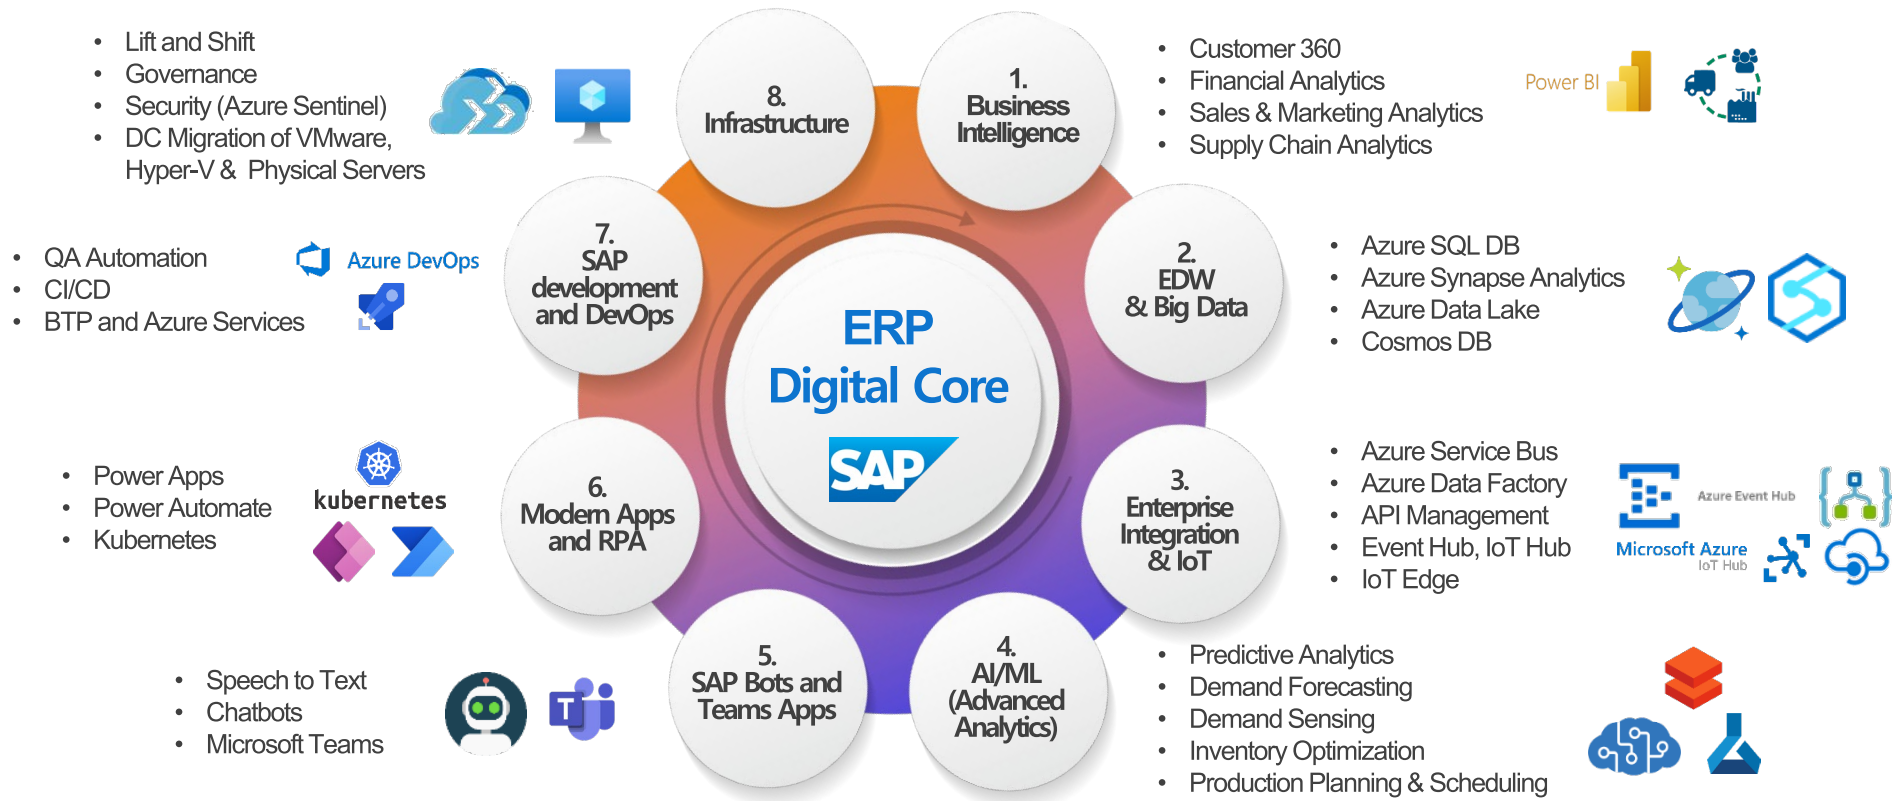 • Lift and Shift
• Governance
• Security (Azure Sentinel)
• DC Migration of VMware,
Hyper-V & Physical Servers
8.
Infrastructure
1.
Business
Intelligence
• Customer 360
• Financial Analytics
• Sales & Marketing Analytics
• Supply Chain Analytics
Power BI
• QA Automation
• CI/CD
• BTP and Azure Services
Azure DevOps
7.
SAP
development
and DevOps
2.
EDW
& Big Data
• Azure SQL DB
• Azure Synapse Analytics
• Azure Data Lake
• Cosmos DB
ERP
Digital Core
SAP
• Power Apps
• Power Automate
• Kubernetes
kubernetes
6.
Modern Apps
and RPA
3.
Enterprise
Integration
& IoT
• Azure Service Bus
• Azure Data Factory
• API Management
• Event Hub, IoT Hub
• IoT Edge
Azure Event Hub
Microsoft Azure
IoT Hub
• Speech to Text
• Chatbots
• Microsoft Teams
T
5.
SAP Bots and
Teams Apps
4.
AI/ML
(Advanced
Analytics)
• Predictive Analytics
• Demand Forecasting
• Demand Sensing
• Inventory Optimization
• Production Planning & Scheduling